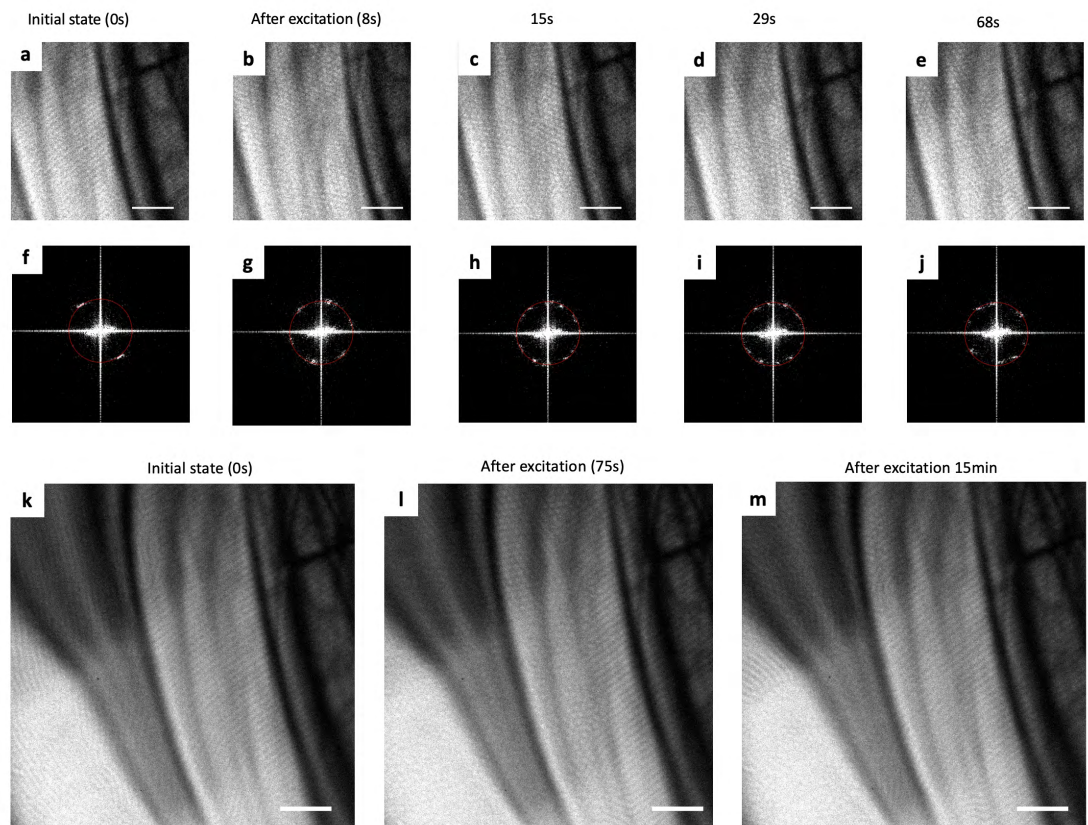 Initial state (0s) After excitation (8s) 15s 29s 68s
a b c d e
f g h i j
Initial state (0s) After excitation (75s) After excitation 15min
k l m